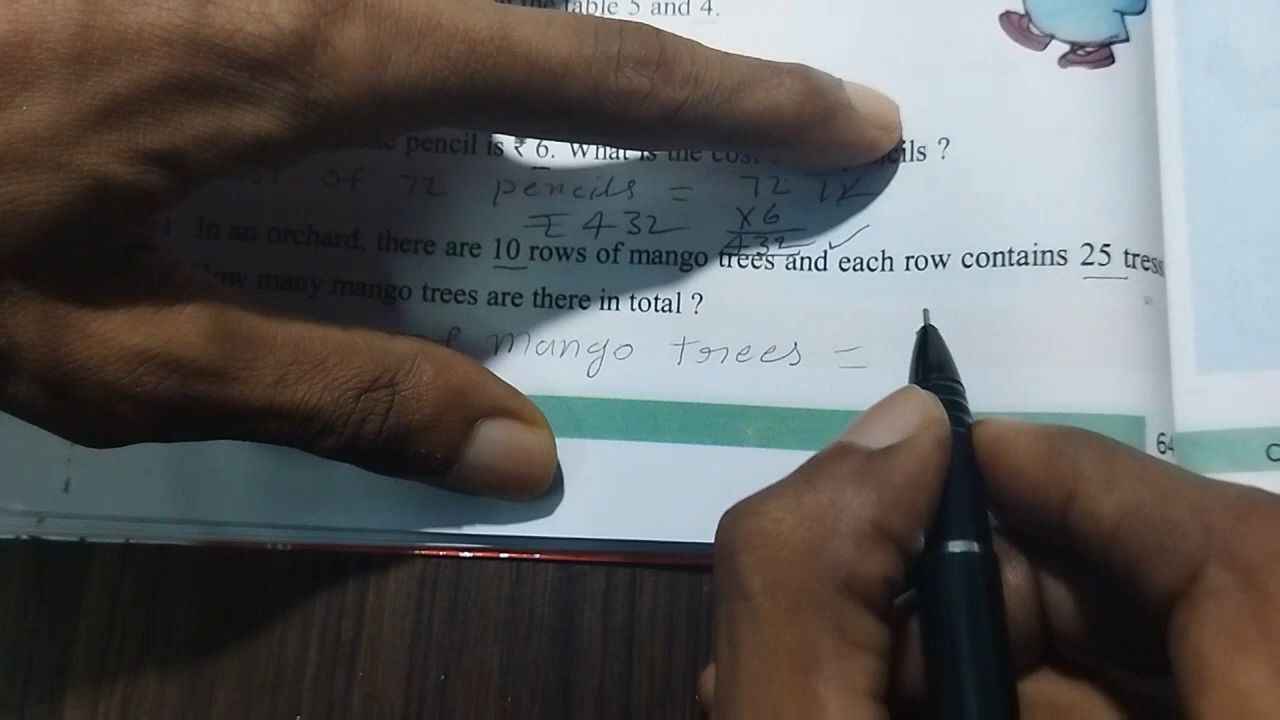 table 5 and 4.
pencil is ₹ 6. What is the cost ils ?
of 72 pencils = 72
₹ 432 × 6
432 ✓
In an orchard, there are 10 rows of mango trees and each row contains 25 tress
How many mango trees are there in total ?
mango trees =
64